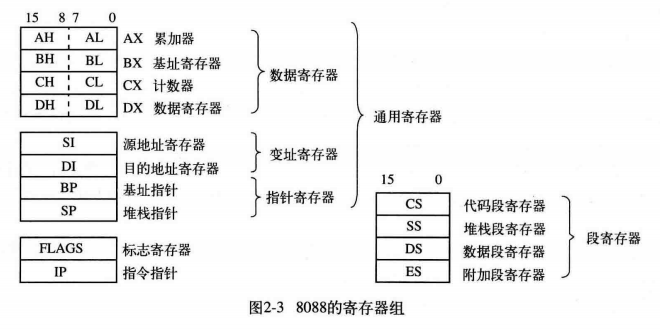 15 8 7 0
AH AL AX 累加器
BH BL BX 基址寄存器
CH CL CX 计数器
DH DL DX 数据寄存器
数据寄存器
SI 源地址寄存器
DI 目的地址寄存器
变址寄存器
BP 基址指针
SP 堆栈指针
指针寄存器
通用寄存器
FLAGS 标志寄存器
IP 指令指针
15 0
CS 代码段寄存器
SS 堆栈段寄存器
DS 数据段寄存器
ES 附加段寄存器
段寄存器
图2-3 8088的寄存器组